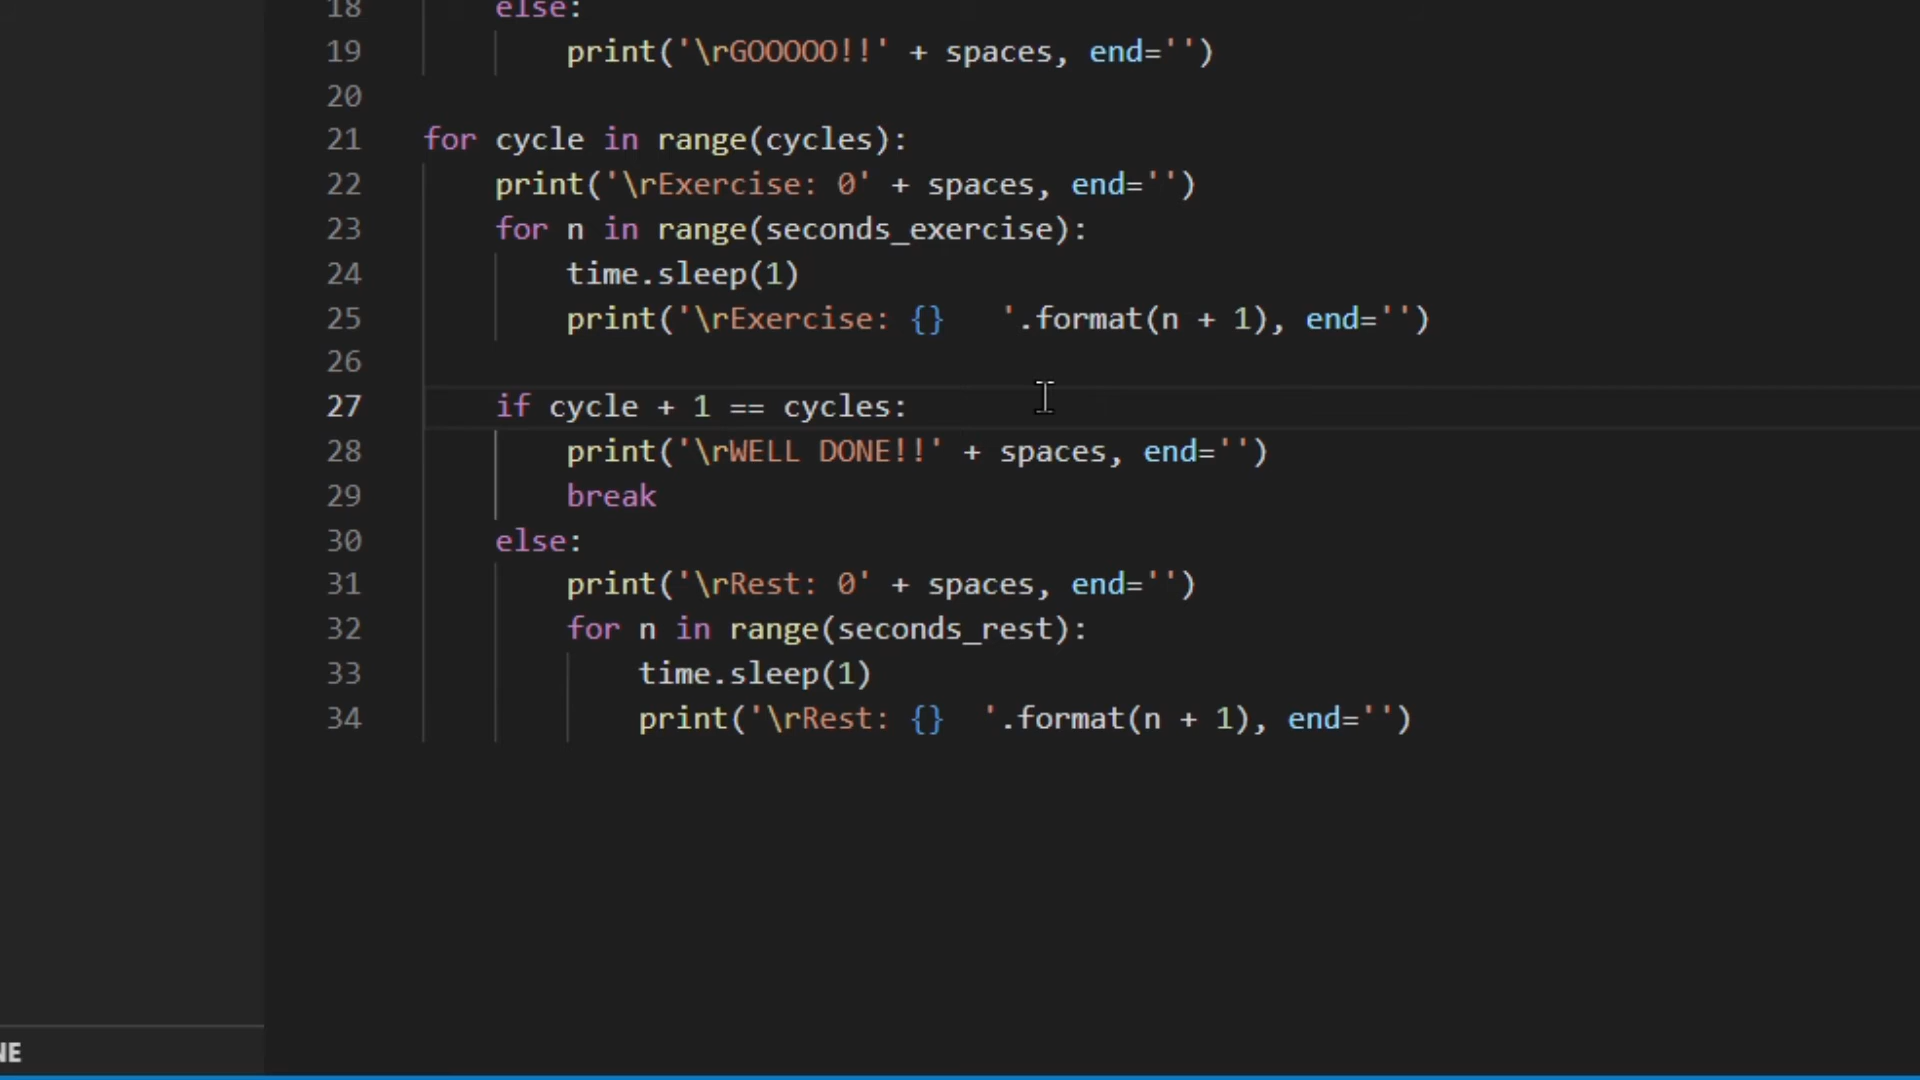 18 else:
19 print('\rGOOOOO!!' + spaces, end='')
20
21 for cycle in range(cycles):
22 print('\rExercise: 0' + spaces, end='')
23 for n in range(seconds_exercise):
24 time.sleep(1)
25 print('\rExercise: {}   '.format(n + 1), end='')
26
27 if cycle + 1 == cycles:
28 print('\rWELL DONE!!' + spaces, end='')
29 break
30 else:
31 print('\rRest: 0' + spaces, end='')
32 for n in range(seconds_rest):
33 time.sleep(1)
34 print('\rRest: {}  '.format(n + 1), end='')
NE